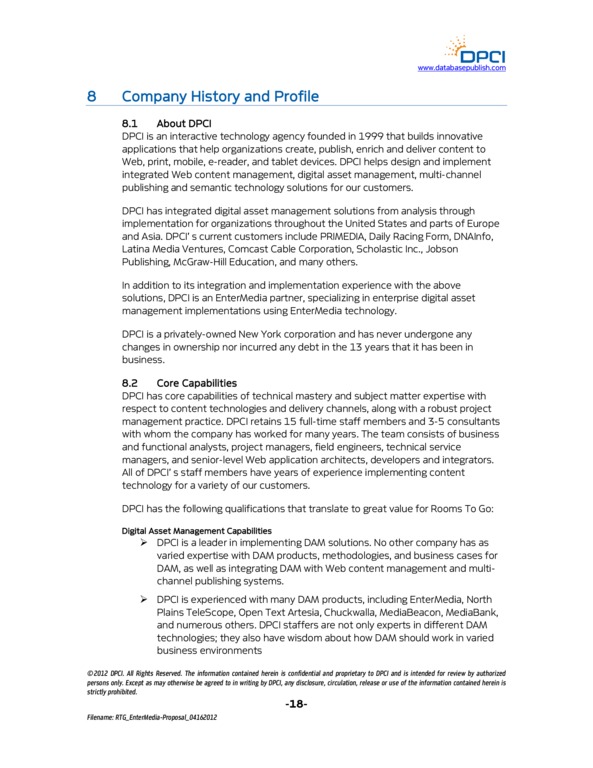 DPCI
www.databasepublish.com
8 Company History and Profile
8.1 About DPCI
DPCI is an interactive technology agency founded in 1999 that builds innovative
applications that help organizations create, publish, enrich and deliver content to
Web, print, mobile, e-reader, and tablet devices. DPCI helps design and implement
integrated Web content management, digital asset management, multi-channel
publishing and semantic technology solutions for our customers.
DPCI has integrated digital asset management solutions from analysis through
implementation for organizations throughout the United States and parts of Europe
and Asia. DPCI' s current customers include PRIMEDIA, Daily Racing Form, DNAInfo,
Latina Media Ventures, Comcast Cable Corporation, Scholastic Inc., Jobson
Publishing, McGraw-Hill Education, and many others.
In addition to its integration and implementation experience with the above
solutions, DPCI is an EnterMedia partner, specializing in enterprise digital asset
management implementations using EnterMedia technology.
DPCI is a privately-owned New York corporation and has never undergone any
changes in ownership nor incurred any debt in the 13 years that it has been in
business.
8.2 Core Capabilities
DPCI has core capabilities of technical mastery and subject matter expertise with
respect to content technologies and delivery channels, along with a robust project
management practice. DPCI retains 15 full-time staff members and 3-5 consultants
with whom the company has worked for many years. The team consists of business
and functional analysts, project managers, field engineers, technical service
managers, and senior-level Web application architects, developers and integrators.
All of DPCI' s staff members have years of experience implementing content
technology for a variety of our customers.
DPCI has the following qualifications that translate to great value for Rooms To Go:
Digital Asset Management Capabilities
➢ DPCI is a leader in implementing DAM solutions. No other company has as
varied expertise with DAM products, methodologies, and business cases for
DAM, as well as integrating DAM with Web content management and multi-
channel publishing systems.
➢ DPCI is experienced with many DAM products, including EnterMedia, North
Plains TeleScope, Open Text Artesia, Chuckwalla, MediaBeacon, MediaBank,
and numerous others. DPCI staffers are not only experts in different DAM
technologies; they also have wisdom about how DAM should work in varied
business environments
©2012 DPCI. All Rights Reserved. The information contained herein is confidential and proprietary to DPCI and is intended for review by authorized
persons only. Except as may otherwise be agreed to in writing by DPCI, any disclosure, circulation, release or use of the information contained herein is
strictly prohibited.
-18-
Filename: RTG_EnterMedia-Proposal_04162012